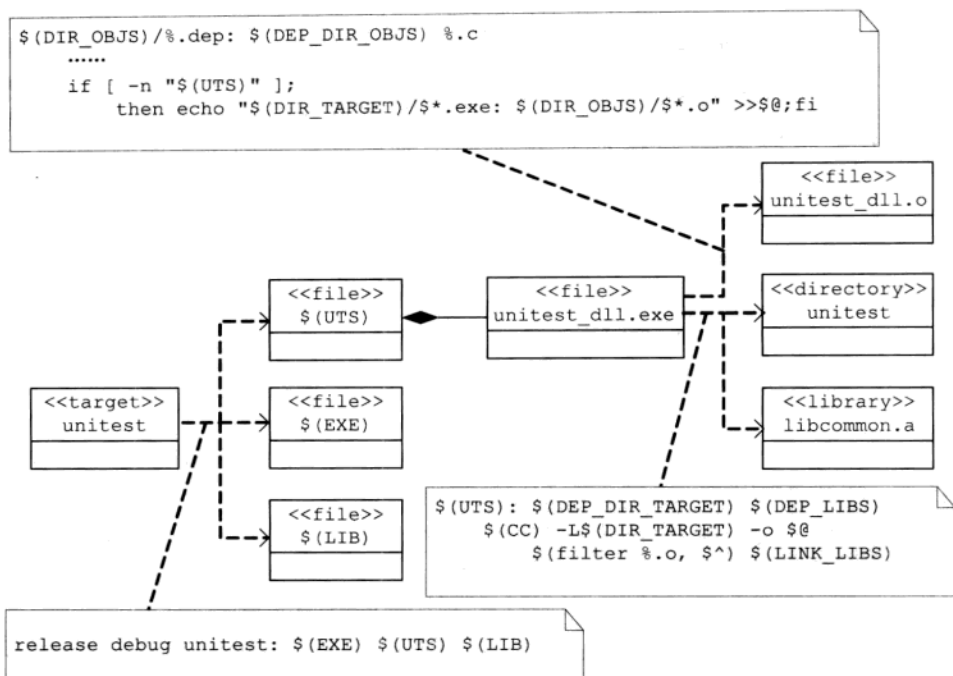 $(DIR_OBJS)/%.dep: $(DEP_DIR_OBJS) %.c
......
if [ -n "$(UTS)" ];
then echo "$(DIR_TARGET)/$*.exe: $(DIR_OBJS)/$*.o" >>$@;fi
<<file>>
unitest_dll.o
<<file>>
$(UTS)
<<file>>
unitest_dll.exe
<<directory>>
unitest
<<target>>
unitest
<<file>>
$(EXE)
<<library>>
libcommon.a
<<file>>
$(LIB)
$(UTS): $(DEP_DIR_TARGET) $(DEP_LIBS)
$(CC) -L$(DIR_TARGET) -o $@
$(filter %.o, $^) $(LINK_LIBS)
release debug unitest: $(EXE) $(UTS) $(LIB)